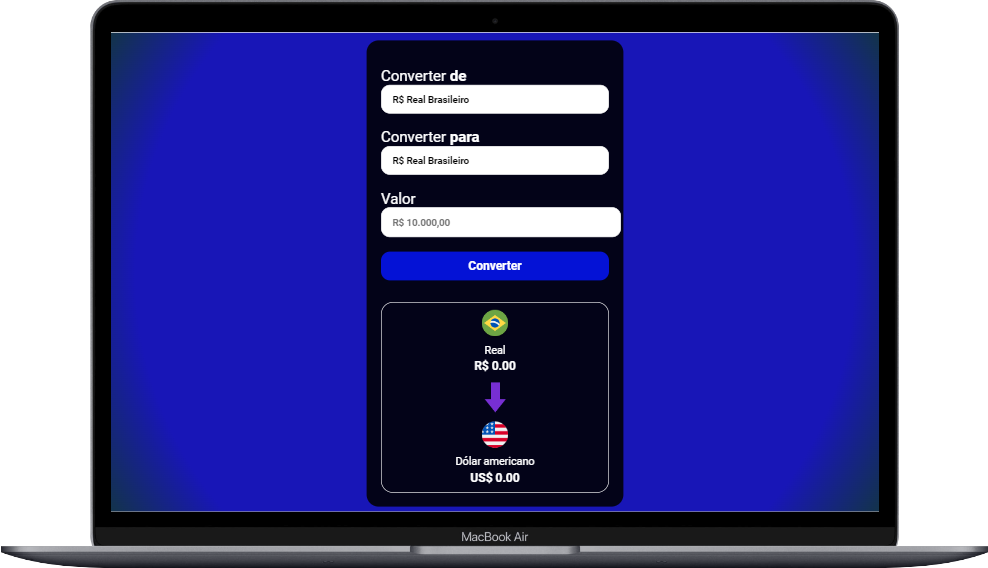 Converter de
R$ Real Brasileiro
Converter para
R$ Real Brasileiro
Valor
R$ 10.000,00
Converter
Real
R$ 0.00
Dólar americano
US$ 0.00
MacBook Air